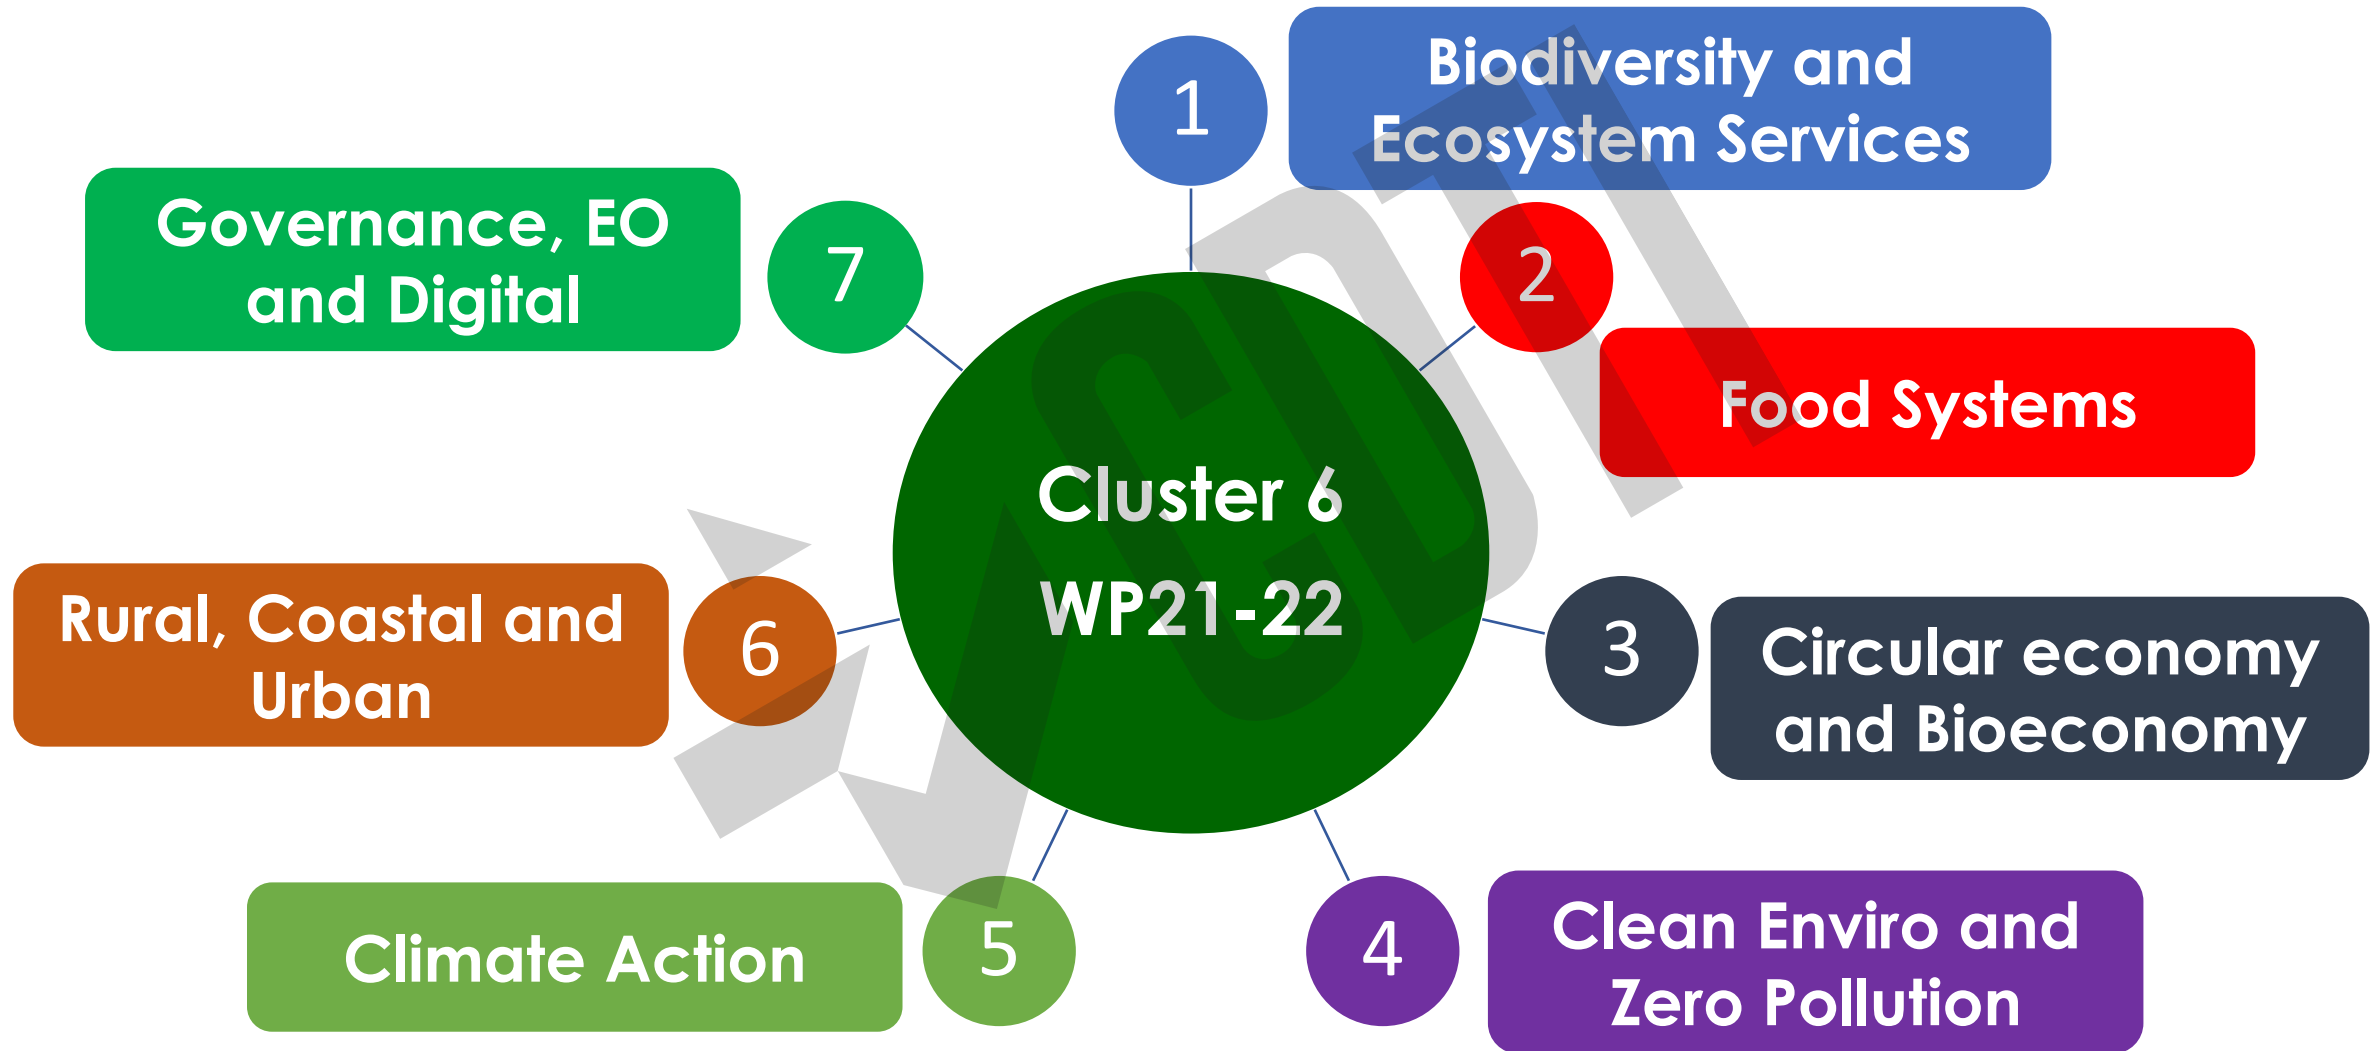 Cluster 6
WP21-22
1
Biodiversity and
Ecosystem Services
2
Food Systems
3
Circular economy
and Bioeconomy
4
Clean Enviro and
Zero Pollution
5
Climate Action
6
Rural, Coastal and
Urban
7
Governance, EO
and Digital
CDTI